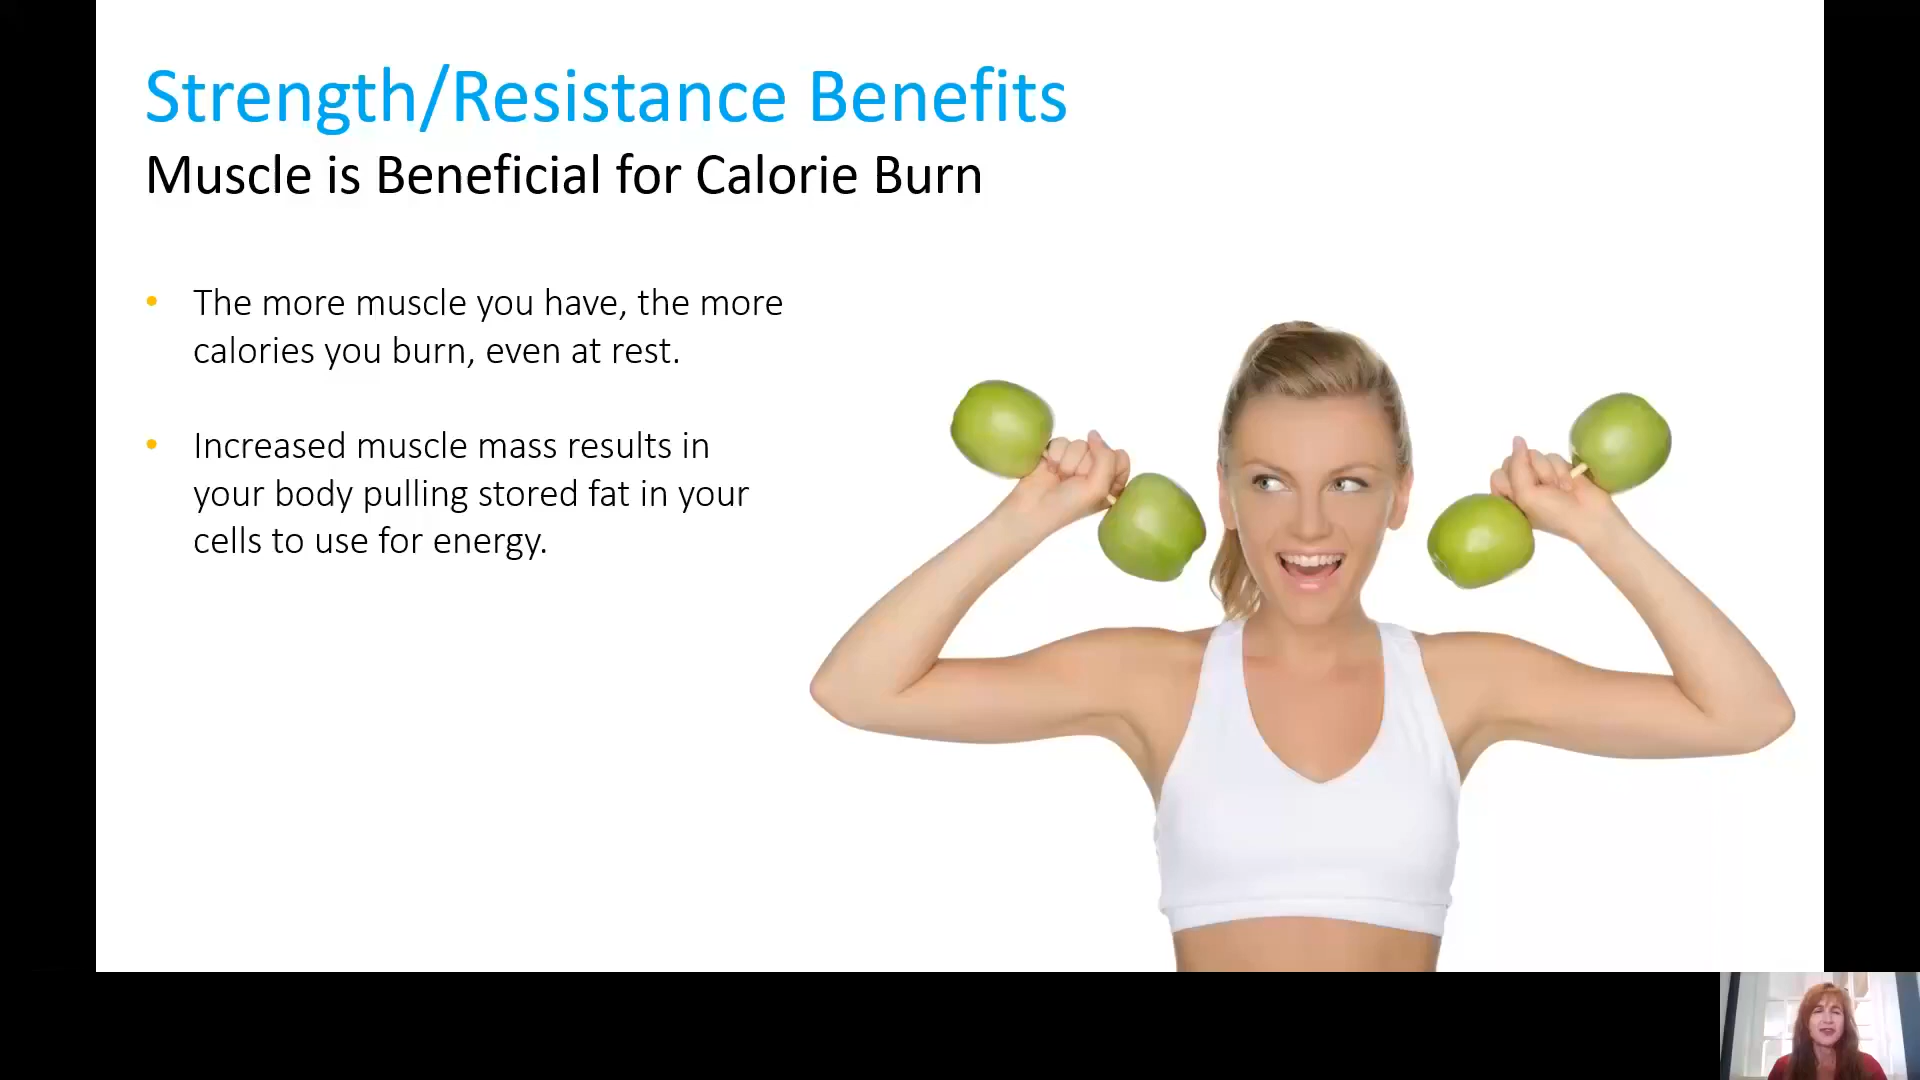 Strength/Resistance Benefits
Muscle is Beneficial for Calorie Burn
• The more muscle you have, the more
calories you burn, even at rest.
• Increased muscle mass results in
your body pulling stored fat in your
cells to use for energy.